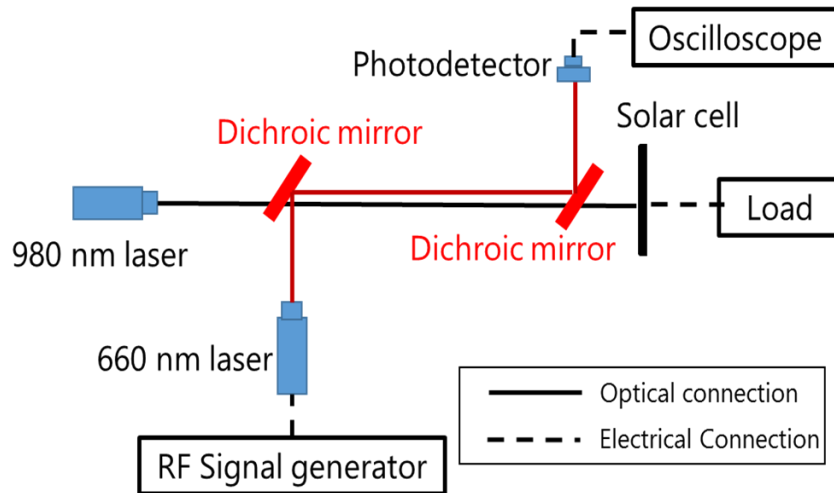 Oscilloscope
Photodetector
Solar cell
Dichroic mirror
Load
Dichroic mirror
980 nm laser
660 nm laser
Optical connection
Electrical Connection
RF Signal generator